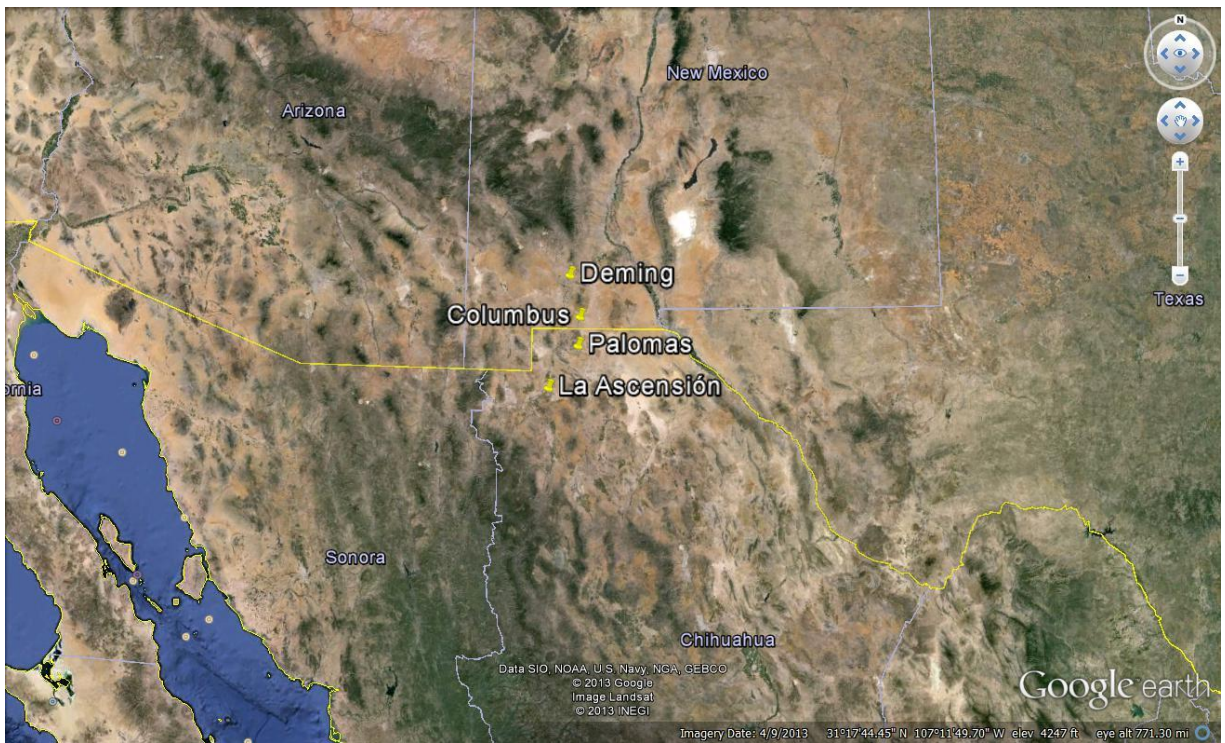 N
New Mexico
Arizona
Deming
Texas
Columbus
Palomas
La Ascensión
ornia
Sonora
Chihuahua
Data SIO, NOAA, U.S. Navy, NGA, GEBCO
© 2013 Google
Image Landsat
© 2013 INEGI
Google earth
Imagery Date: 4/9/2013 31°17'44.45" N 107°11'49.70" W elev 4247 ft eye alt 771.30 mi